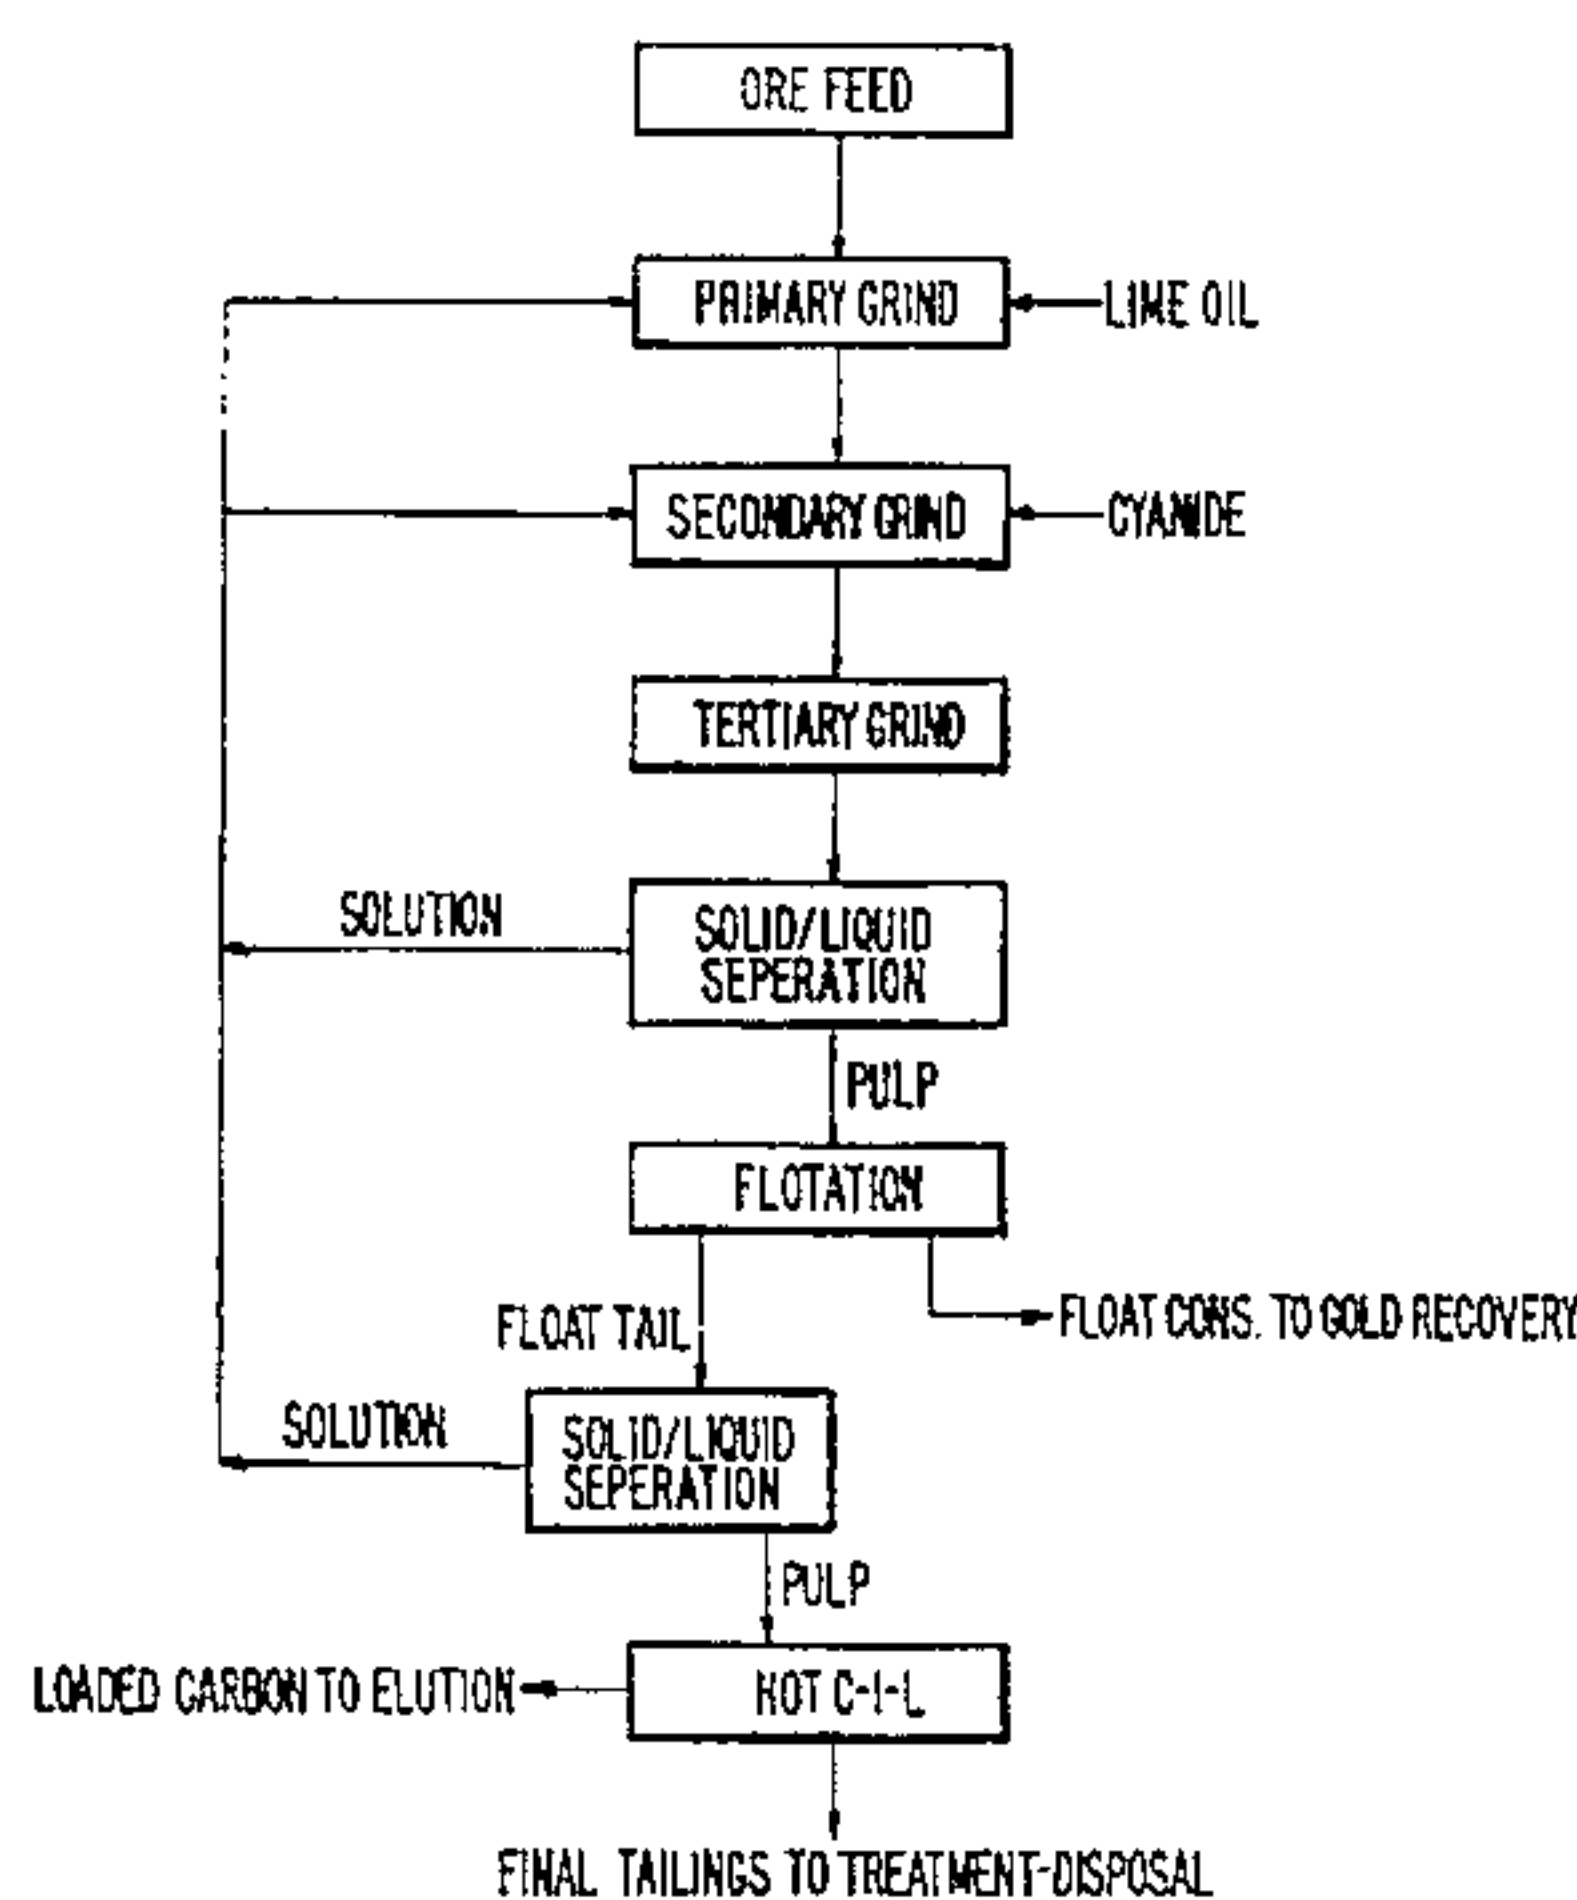 ORE FEED
PRIMARY GRIND
LIME OIL
SECONDARY GRIND
CYANIDE
TERTIARY GRIND
SOLUTION
SOLID/LIQUID
SEPERATION
PULP
FLOTATION
FLOAT TAIL
FLOAT CONS. TO GOLD RECOVERY
SOLUTION
SOLID/LIQUID
SEPERATION
PULP
LOADED CARBON TO ELUTION
HOT C-I-L
FINAL TAILINGS TO TREATMENT-DISPOSAL